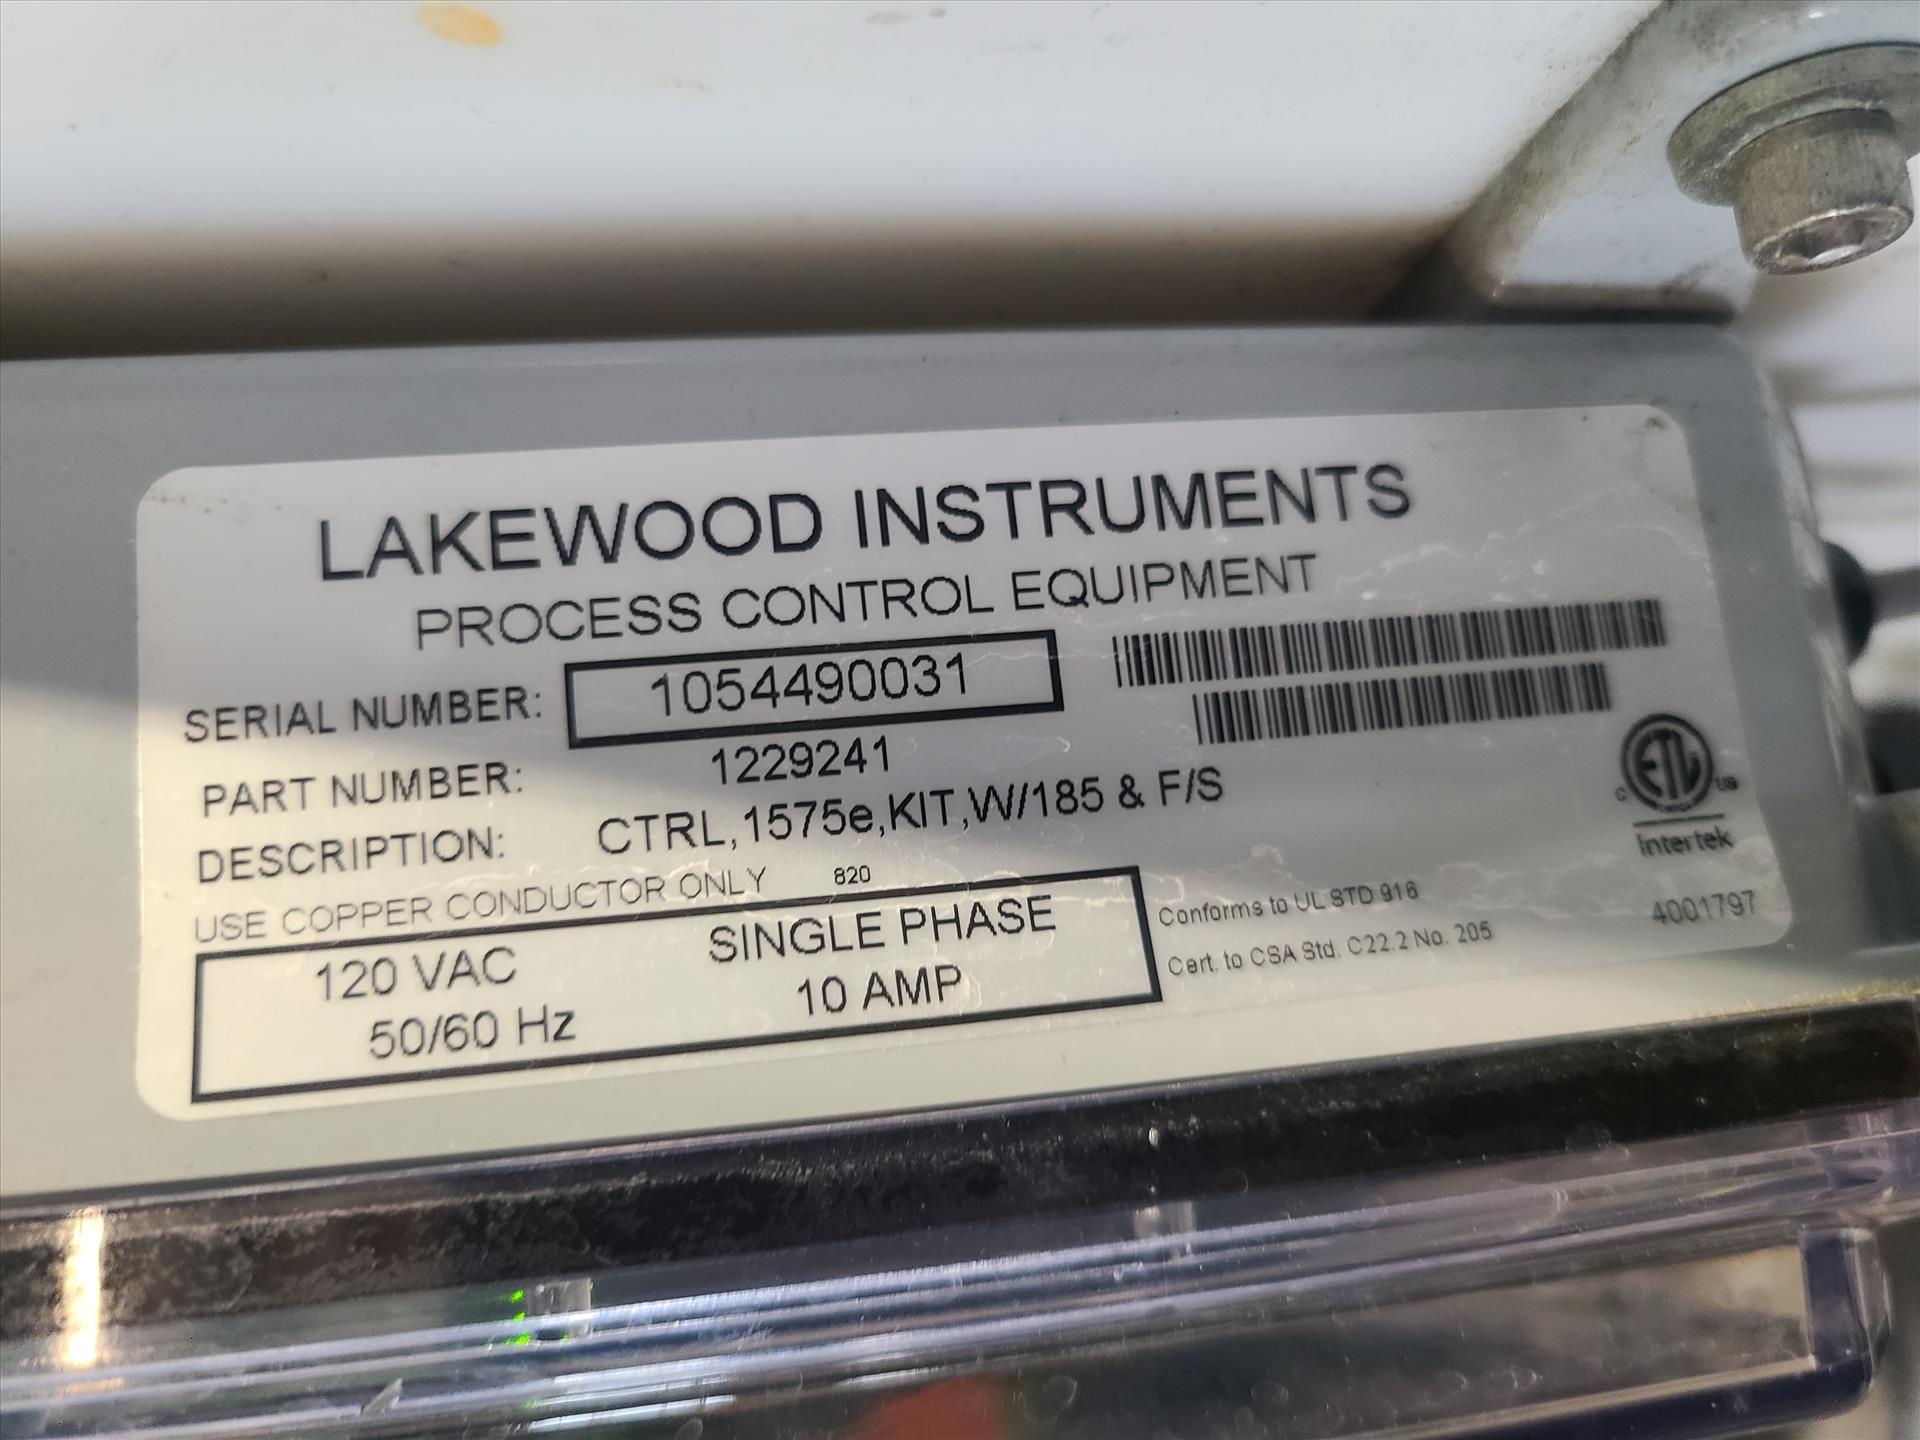 LAKEWOOD INSTRUMENTS
PROCESS CONTROL EQUIPMENT
SERIAL NUMBER: 1054490031
PART NUMBER: 1229241
DESCRIPTION: CTRL,1575e,KIT,W/185 & F/S
USE COPPER CONDUCTOR ONLY 820
120 VAC SINGLE PHASE
50/60 Hz 10 AMP
C ETL US
Intertek
4001797
Conforms to UL STD 916
Cert. to CSA Std. C22.2 No. 205